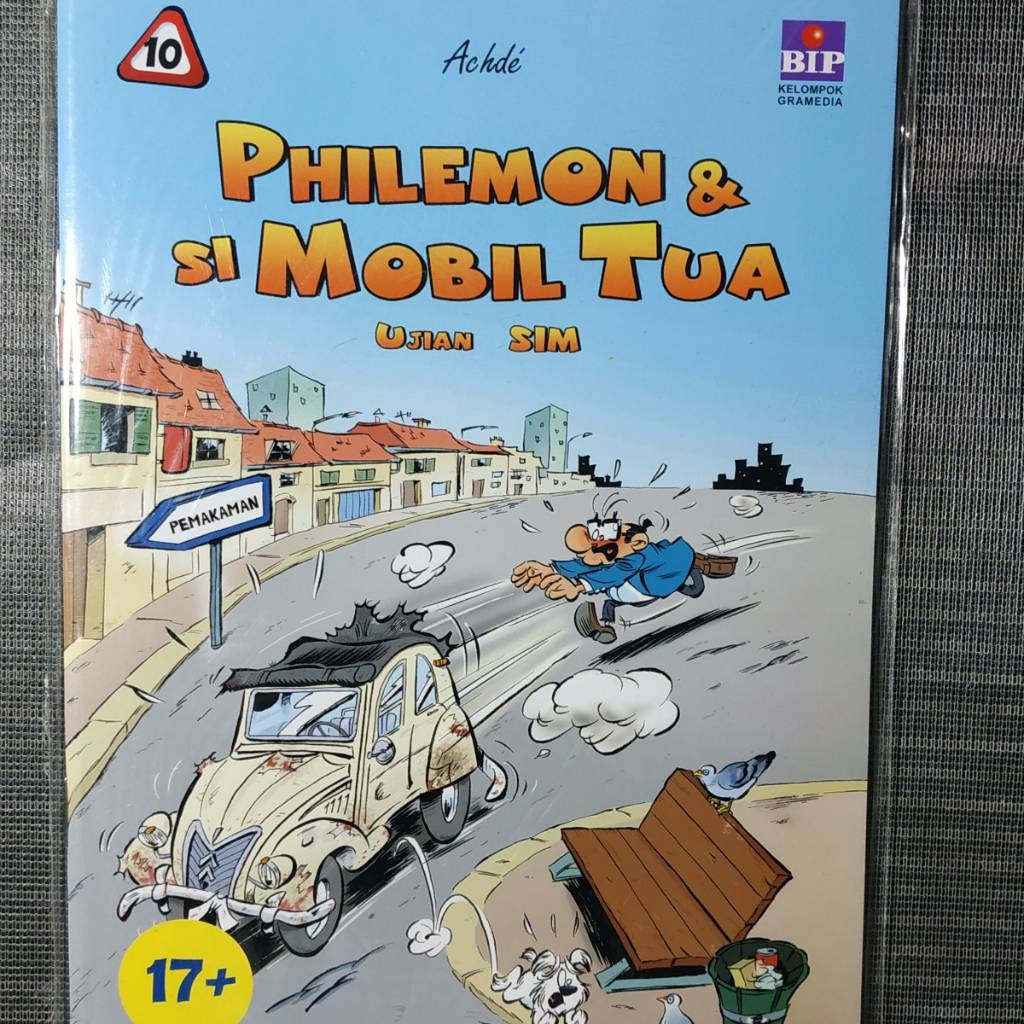 10
Achdé
BIP
KELOMPOK
GRAMEDIA
PHILEMON &
SI MOBIL TUA
UJIAN SIM
PEMAKAMAN
17+